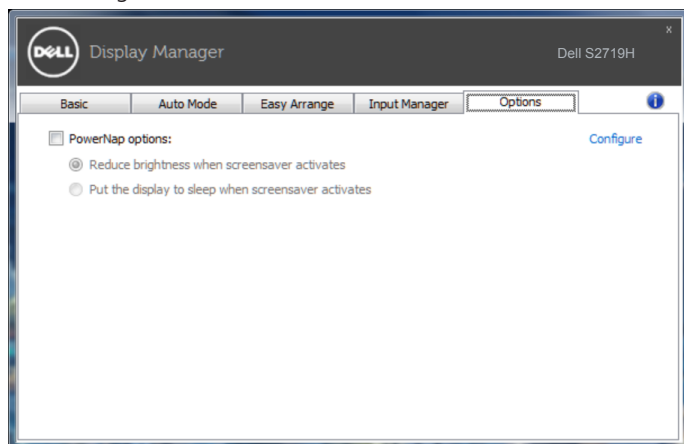 x
DELL Display Manager
Dell S2719H
Basic Auto Mode Easy Arrange Input Manager Options
PowerNap options:
Configure
Reduce brightness when screensaver activates
Put the display to sleep when screensaver activates